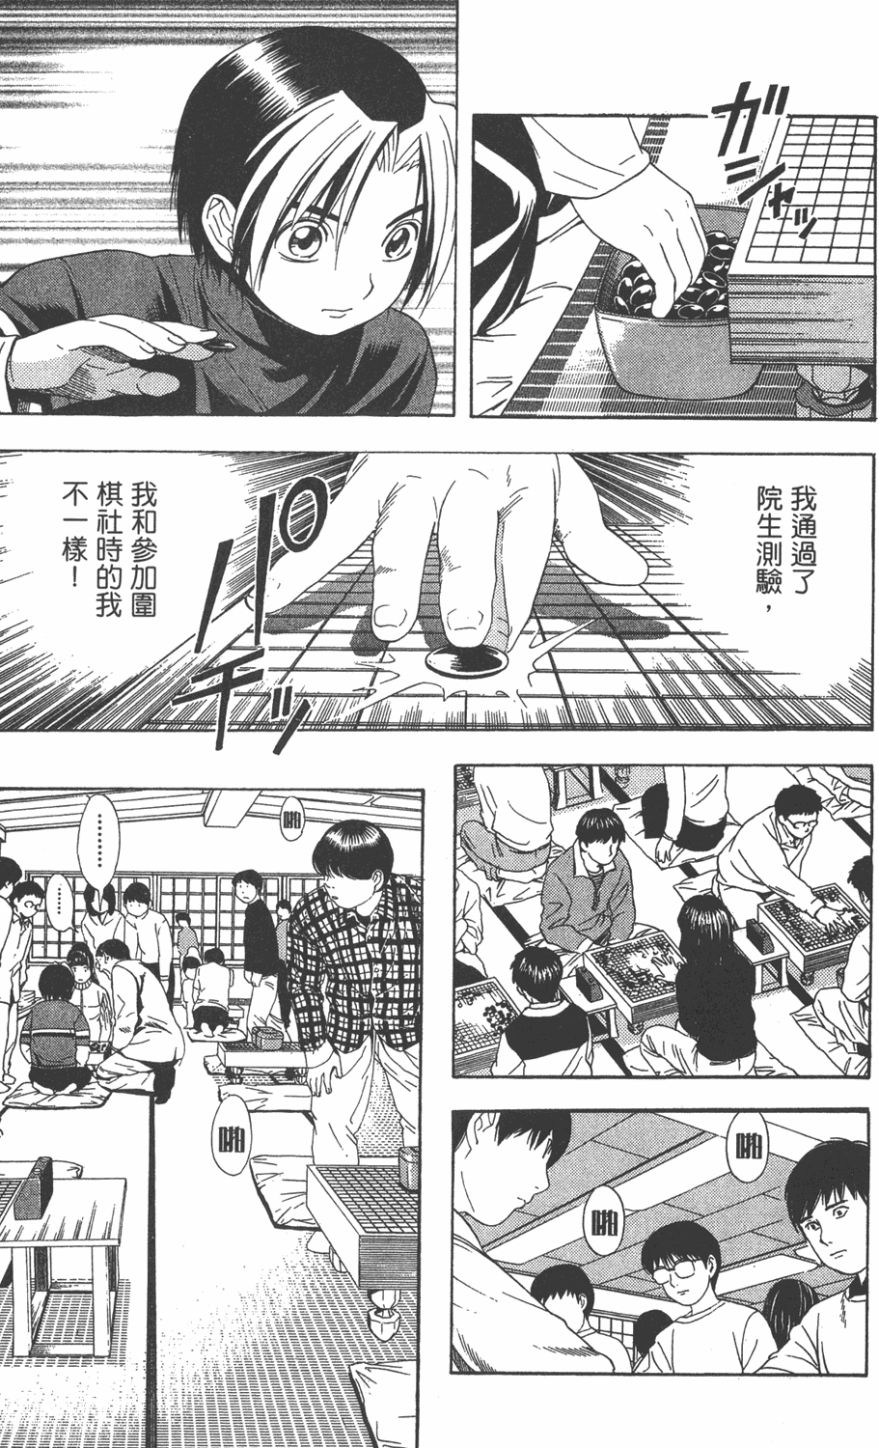 ガシャッ
我通過了
院生測驗，
パチッ
我和參加圍
棋社時的我
不一樣！
啪
啪
啪
………
……
啪